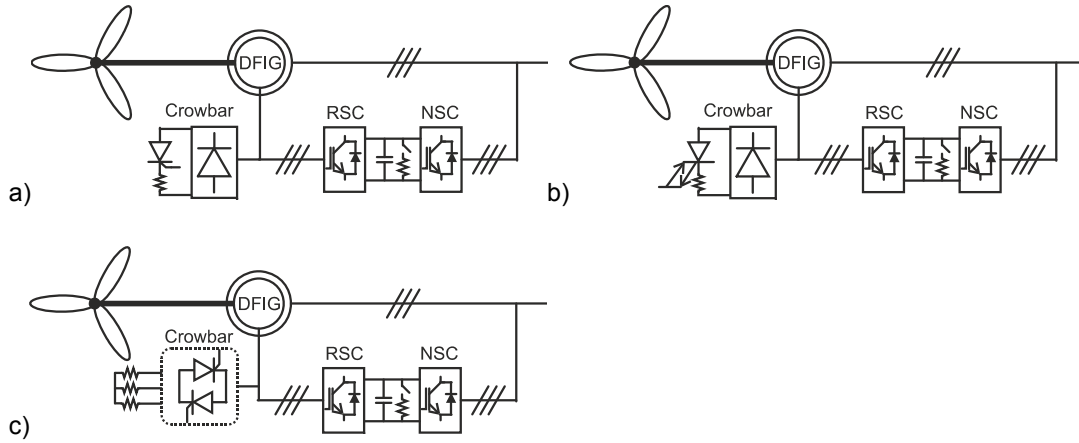 DFIG
Crowbar
RSC
NSC
a)
DFIG
Crowbar
RSC
NSC
b)
DFIG
Crowbar
RSC
NSC
c)